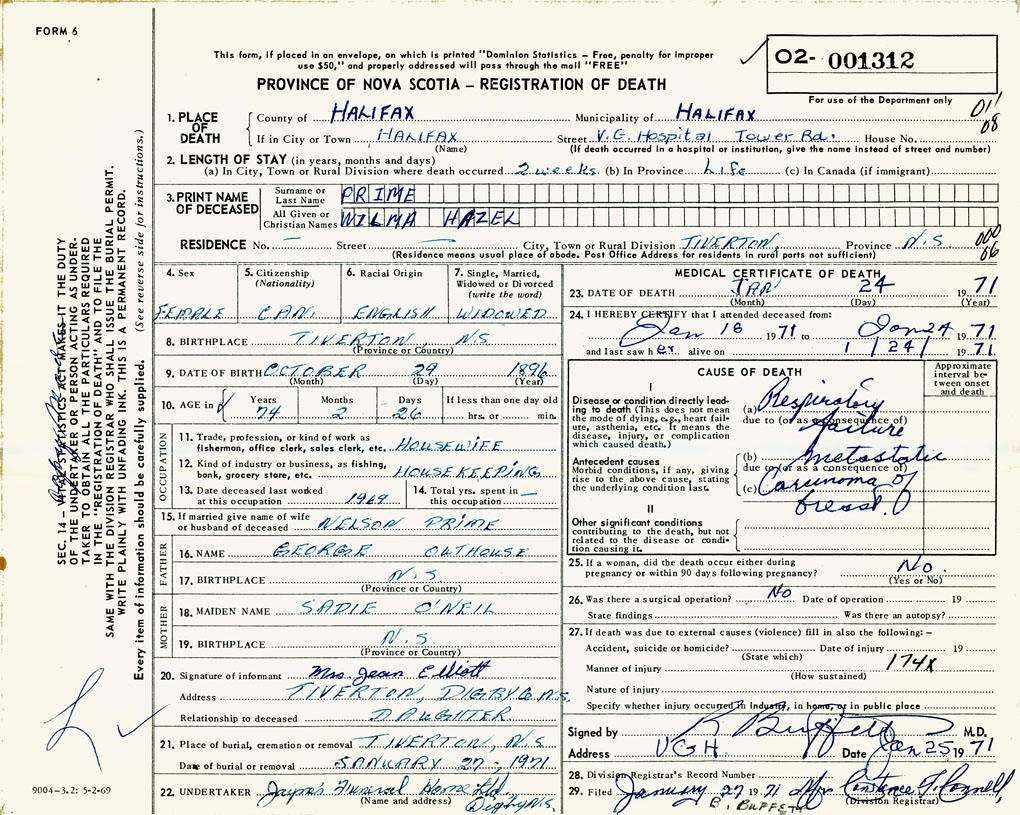 FORM 6
This form, if placed in an envelope, on which is printed "Dominion Statistics – Free, penalty for improper
use $50," and properly addressed will pass through the mail "FREE"
O2- 001312
For use of the Department only
PROVINCE OF NOVA SCOTIA – REGISTRATION OF DEATH
011
08
1. PLACE OF DEATH
County of HALIFAX Municipality of HALIFAX
If in City or Town HALIFAX Street V.G. Hospital Tower Rd. House No.
(Name) (If death occurred in a hospital or institution, give the name instead of street and number)
2. LENGTH OF STAY (in years, months and days)
(a) In City, Town or Rural Division where death occurred 2 weeks (b) In Province Life (c) In Canada (if immigrant)
3. PRINT NAME OF DECEASED
Surname or Last Name PRIME
All Given or Christian Names WILMA HAZEL
RESIDENCE No. — Street — City, Town or Rural Division TIVERTON, Province N.S
000
06
(Residence means usual place of abode. Post Office Address for residents in rural parts not sufficient)
4. Sex FEMALE
5. Citizenship (Nationality) CAN.
6. Racial Origin ENGLISH
7. Single, Married, Widowed or Divorced (write the word) WIDOWED
8. BIRTHPLACE TIVERTON, N.S
(Province or Country)
9. DATE OF BIRTH OCTOBER 29 1896
(Month) (Day) (Year)
10. AGE in Years 74 Months 2 Days 26 If less than one day old hrs. or min.
OCCUPATION
11. Trade, profession, or kind of work as fisherman, office clerk, sales clerk, etc. HOUSEWIFE
12. Kind of industry or business, as fishing, bank, grocery store, etc. HOUSEKEEPING
13. Date deceased last worked at this occupation 1969
14. Total yrs. spent in this occupation —
15. If married give name of wife or husband of deceased NELSON PRIME
FATHER
16. NAME GEORGE OUTHOUSE
17. BIRTHPLACE N.S.
(Province or Country)
MOTHER
18. MAIDEN NAME SADIE O'NEIL
19. BIRTHPLACE N.S.
(Province or Country)
20. Signature of informant Mrs. Jean Elliott
Address TIVERTON, DIGBY Co N.S.
Relationship to deceased DAUGHTER
21. Place of burial, cremation or removal TIVERTON, N.S
Date of burial or removal JANUARY 27, 1971
22. UNDERTAKER Jayne's Funeral Home Ltd.
(Name and address) Digby N.S.
MEDICAL CERTIFICATE OF DEATH
23. DATE OF DEATH JAN 24 1971
(Month) (Day) (Year)
24. I HEREBY CERTIFY that I attended deceased from:
Jan 18 1971 to Jan 24 1971
and last saw her alive on 1 / 24 / 1971
CAUSE OF DEATH
Approximate interval between onset and death
I
Disease or condition directly leading to death (This does not mean the mode of dying, e.g., heart failure, asthenia, etc. It means the disease, injury, or complication which caused death.)
(a) Respiratory failure
due to (or as a consequence of)
Antecedent causes
Morbid conditions, if any, giving rise to the above cause, stating the underlying condition last.
(b) metastatic
due to (or as a consequence of)
(c) Carcinoma of breast.
II
Other significant conditions
contributing to the death, but not related to the disease or condition causing it.
25. If a woman, did the death occur either during pregnancy or within 90 days following pregnancy? No.
(Yes or No)
26. Was there a surgical operation? No Date of operation 19
State findings Was there an autopsy?
27. If death was due to external causes (violence) fill in also the following: –
Accident, suicide or homicide? Date of injury 19
(State which)
Manner of injury 174X
(How sustained)
Nature of injury
Specify whether injury occurred in industry, in home, or in public place
Signed by R Buffett M.D.
Address VGH Date Jan 25 1971
28. Division Registrar's Record Number
29. Filed January 27 1971 Mrs Constance F. Connell,
B. BUFFETT (Division Registrar)
SEC. 14 – STATISTICS ACT MAKES IT THE DUTY
OF THE UNDERTAKER OR PERSON ACTING AS UNDER-
TAKER TO OBTAIN ALL THE PARTICULARS REQUIRED
IN THE "REGISTRATION OF DEATH" AND TO FILE THE
SAME WITH THE DIVISION REGISTRAR WHO SHALL ISSUE THE BURIAL PERMIT.
WRITE PLAINLY WITH UNFADING INK. THIS IS A PERMANENT RECORD.
Every item of information should be carefully supplied. (See reverse side for instructions.)
9004-3.2: 5-2-69